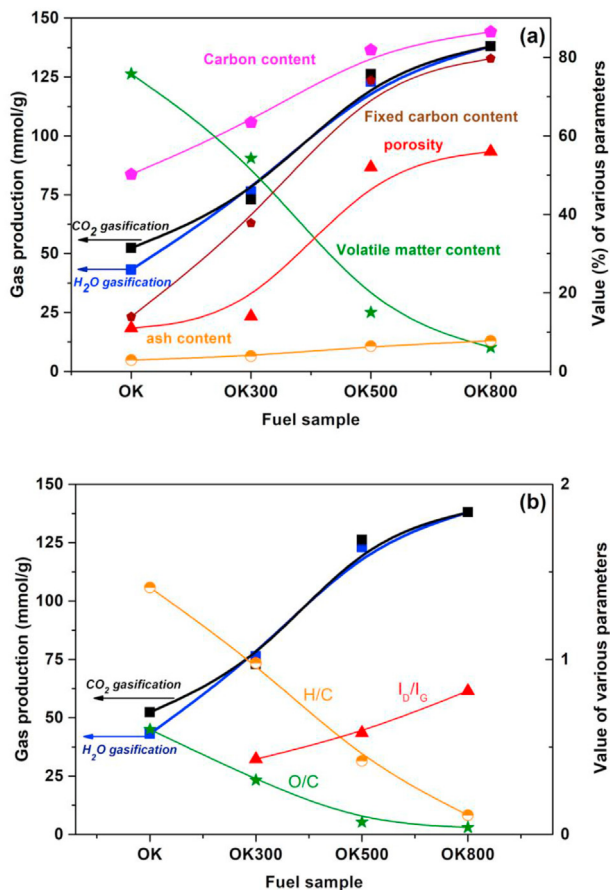 (a)
150
125
100
75
50
25
0
Gas production (mmol/g)
Carbon content
Fixed carbon content
porosity
CO2 gasification
Volatile matter content
H2O gasification
ash content
80
60
40
20
0
Value (%) of various parameters
OK OK300 OK500 OK800
Fuel sample
(b)
150
125
100
75
50
25
0
Gas production (mmol/g)
CO2 gasification
H/C
ID/IG
H2O gasification
O/C
2
1
0
Value of various parameters
OK OK300 OK500 OK800
Fuel sample